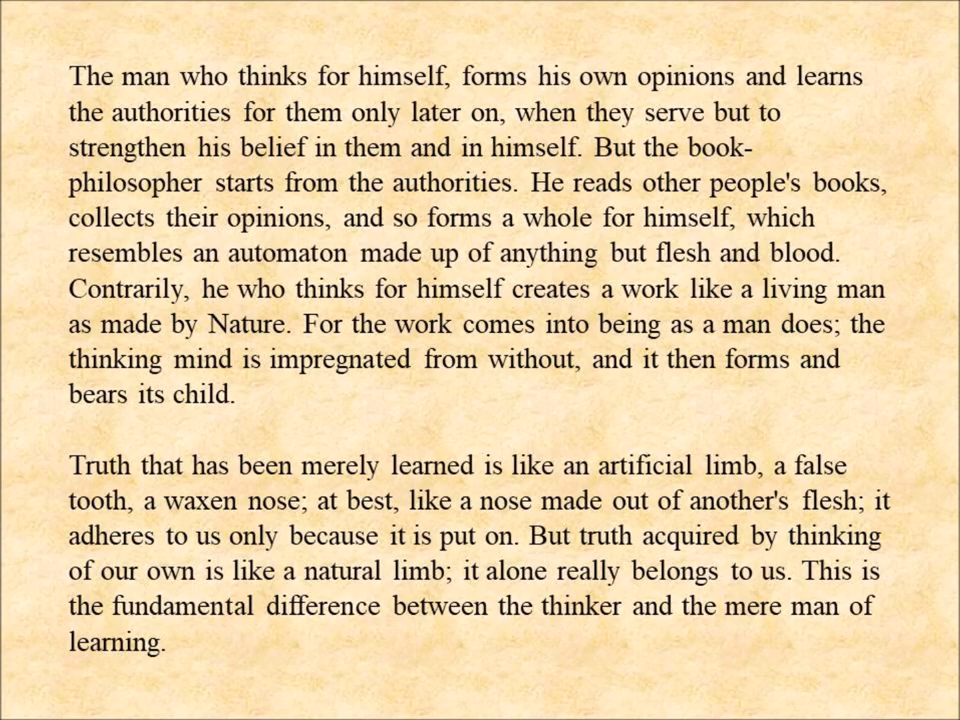 The man who thinks for himself, forms his own opinions and learns
the authorities for them only later on, when they serve but to
strengthen his belief in them and in himself. But the book-
philosopher starts from the authorities. He reads other people's books,
collects their opinions, and so forms a whole for himself, which
resembles an automaton made up of anything but flesh and blood.
Contrarily, he who thinks for himself creates a work like a living man
as made by Nature. For the work comes into being as a man does; the
thinking mind is impregnated from without, and it then forms and
bears its child.
Truth that has been merely learned is like an artificial limb, a false
tooth, a waxen nose; at best, like a nose made out of another's flesh; it
adheres to us only because it is put on. But truth acquired by thinking
of our own is like a natural limb; it alone really belongs to us. This is
the fundamental difference between the thinker and the mere man of
learning.